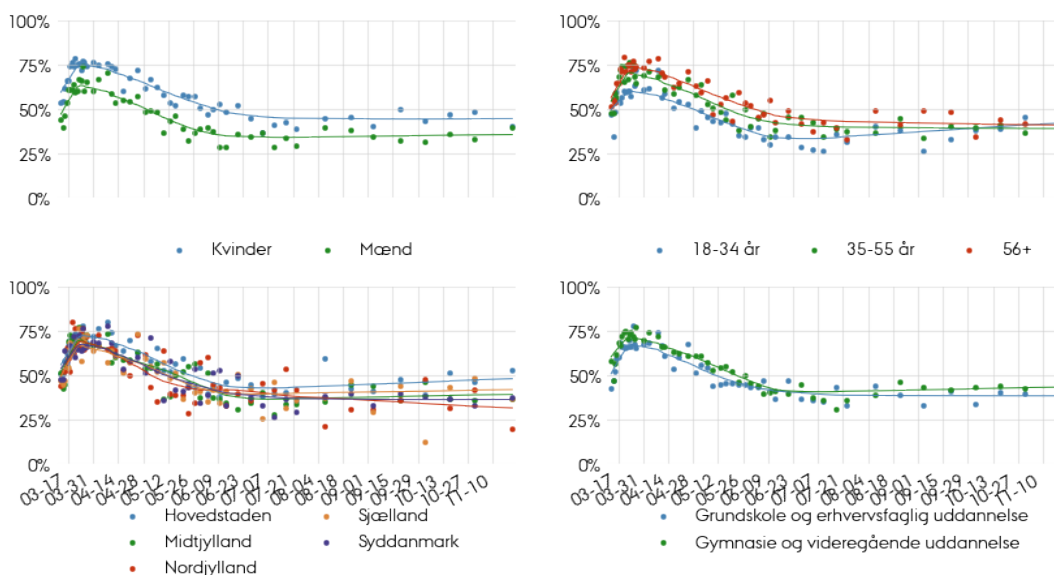 100%
75%
50%
25%
0%
Kvinder Mænd
100%
75%
50%
25%
0%
18-34 år 35-55 år 56+
100%
75%
50%
25%
0%
03-17 03-31 04-14 04-28 05-12 05-26 06-09 06-23 07-07 07-21 08-04 08-18 09-01 09-15 09-29 10-13 10-27 11-10
Hovedstaden Sjælland
Midtjylland Syddanmark
Nordjylland
100%
75%
50%
25%
0%
03-17 03-31 04-14 04-28 05-12 05-26 06-09 06-23 07-07 07-21 08-04 08-18 09-01 09-15 09-29 10-13 10-27 11-10
Grundskole og erhvervsfaglig uddannelse
Gymnasie og videregående uddannelse